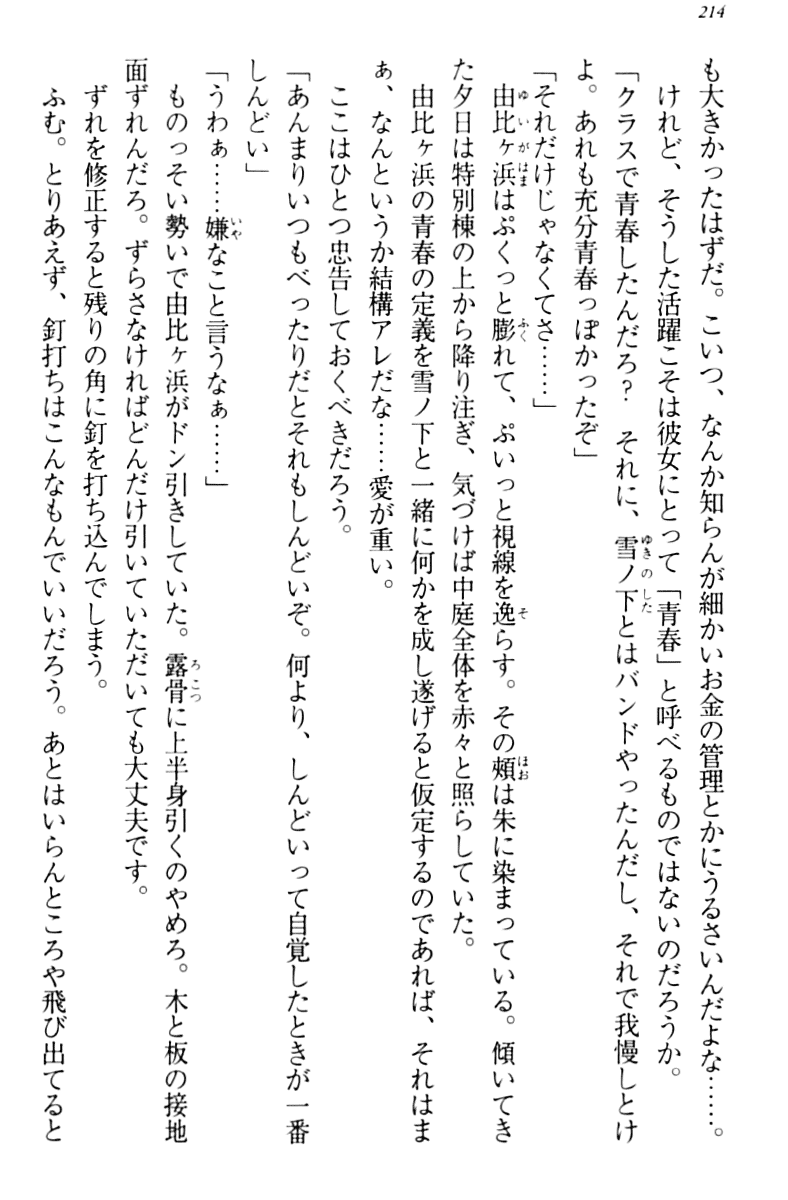 214
も大きかったはずだ。こいつ、なんか知らんが細かいお金の管理とかにうるさいんだよな……。
けれど、そうした活躍こそは彼女にとって「青春」と呼べるものではないのだろうか。
「クラスで青春したんだろ？　それに、雪ノ下とはバンドやったんだし、それで我慢しとけ
よ。あれも充分青春っぽかったぞ」
「それだけじゃなくてさ……」
由比ヶ浜はぷくっと膨れて、ぷいっと視線を逸らす。その頬は朱に染まっている。傾いてき
た夕日は特別棟の上から降り注ぎ、気づけば中庭全体を赤々と照らしていた。
由比ヶ浜の青春の定義を雪ノ下と一緒に何かを成し遂げると仮定するのであれば、それはま
ぁ、なんというか結構アレだな……愛が重い。
ここはひとつ忠告しておくべきだろう。
「あんまりいつもべったりだとそれもしんどいぞ。何より、しんどいって自覚したときが一番
しんどい」
「うわぁ……嫌なこと言うなぁ……」
ものっそい勢いで由比ヶ浜がドン引きしていた。露骨に上半身引くのやめろ。木と板の接地
面ずれんだろ。ずらさなければどんだけ引いていただいても大丈夫です。
ずれを修正すると残りの角に釘を打ち込んでしまう。
ふむ。とりあえず、釘打ちはこんなもんでいいだろう。あとはいらんところや飛び出てると